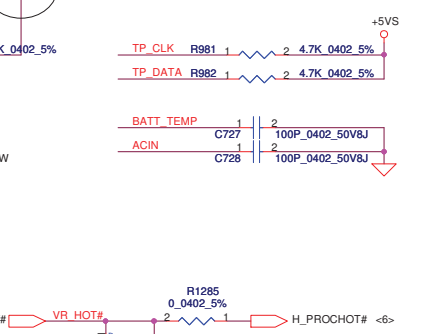 +5VS
K_0402_5%
TP_CLK R981 1 2 4.7K_0402_5%
TP_DATA R982 1 2 4.7K_0402_5%
BATT_TEMP 1 2
C727 100P_0402_50V8J
ACIN 1 2
C728 100P_0402_50V8J
W
R1285
0_0402_5%
# VR_HOT# 2 1 H_PROCHOT# <6>